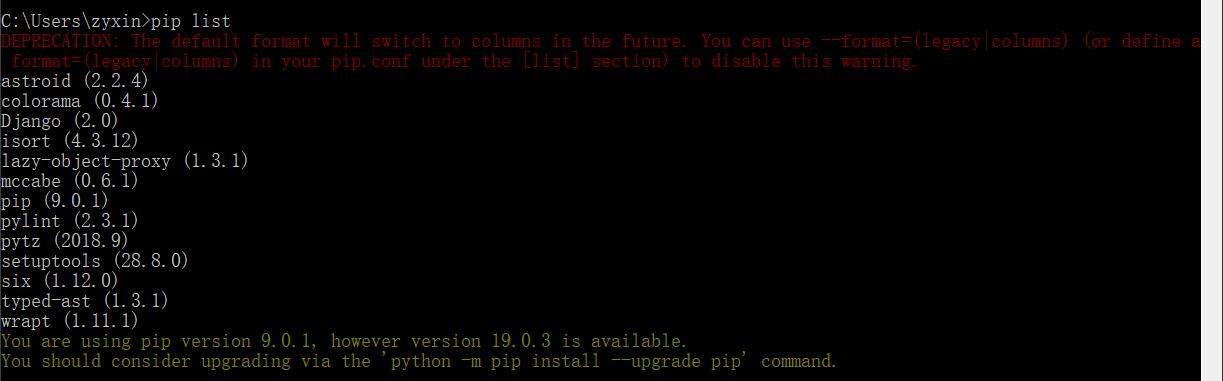 C:\Users\zyxin>pip list
DEPRECATION: The default format will switch to columns in the future. You can use --format=(legacy|columns) (or define a
 format=(legacy|columns) in your pip.conf under the [list] section) to disable this warning.
astroid (2.2.4)
colorama (0.4.1)
Django (2.0)
isort (4.3.12)
lazy-object-proxy (1.3.1)
mccabe (0.6.1)
pip (9.0.1)
pylint (2.3.1)
pytz (2018.9)
setuptools (28.8.0)
six (1.12.0)
typed-ast (1.3.1)
wrapt (1.11.1)
You are using pip version 9.0.1, however version 19.0.3 is available.
You should consider upgrading via the 'python -m pip install --upgrade pip' command.